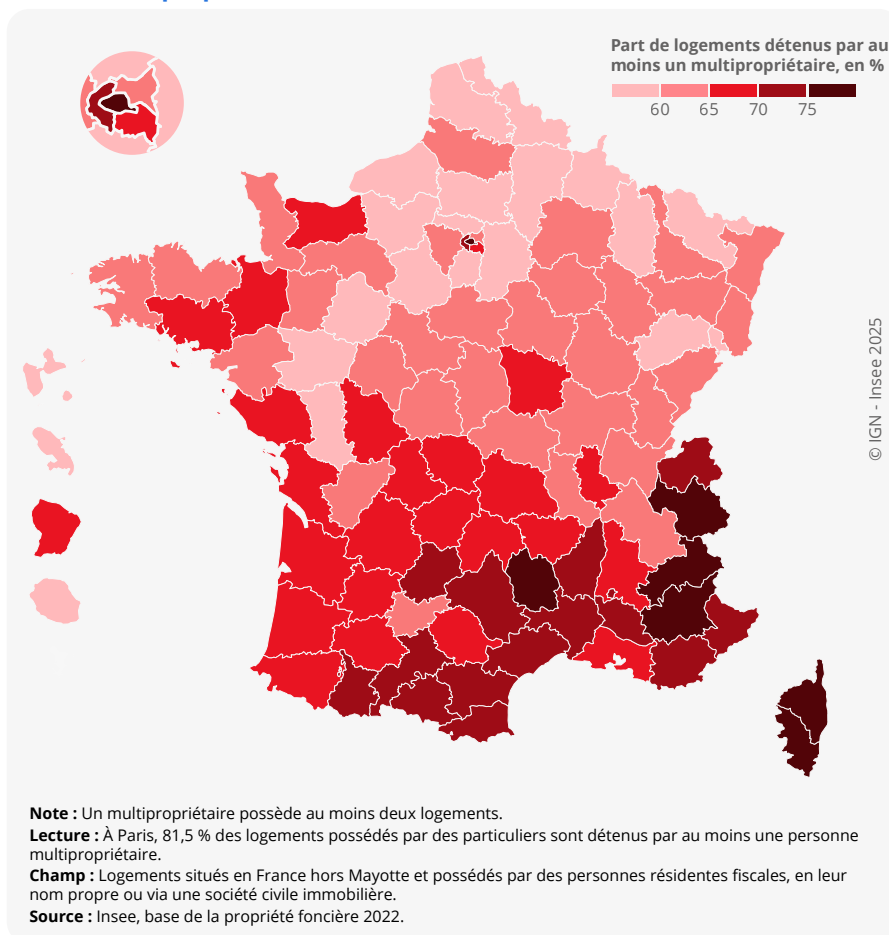 Part de logements détenus par au
moins un multipropriétaire, en %
60 65 70 75
© IGN - Insee 2025
Note : Un multipropriétaire possède au moins deux logements.
Lecture : À Paris, 81,5 % des logements possédés par des particuliers sont détenus par au moins une personne
multipropriétaire.
Champ : Logements situés en France hors Mayotte et possédés par des personnes résidentes fiscales, en leur
nom propre ou via une société civile immobilière.
Source : Insee, base de la propriété foncière 2022.